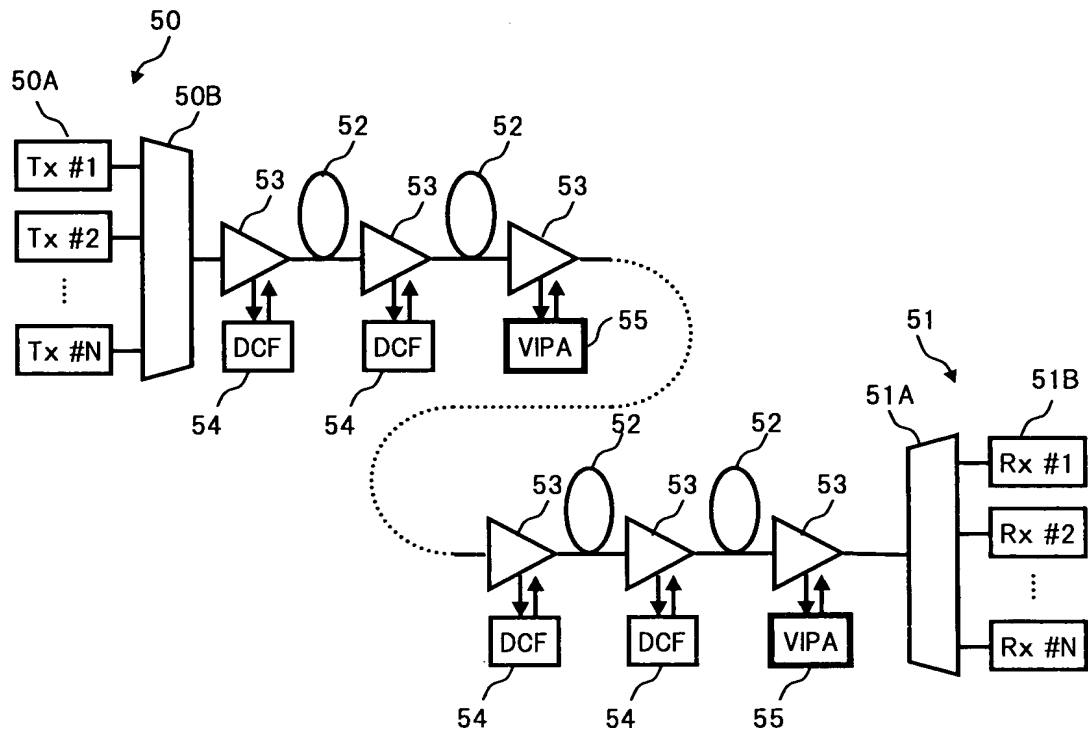 50
50A
50B
52
52
Tx #1
53
53
53
Tx #2
Tx #N
DCF
DCF
VIPA
55
51
54
54
51A
51B
52
52
Rx #1
53
53
53
Rx #2
DCF
DCF
VIPA
Rx #N
54
54
55